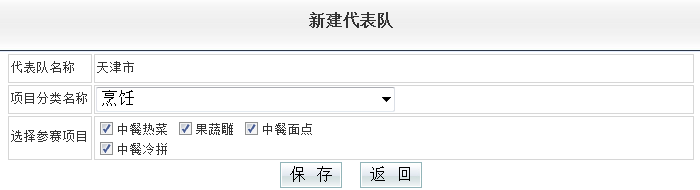 新建代表队
代表队名称 天津市
项目分类名称 烹饪
选择参赛项目 中餐热菜 果蔬雕 中餐面点
中餐冷拼
保 存 返 回